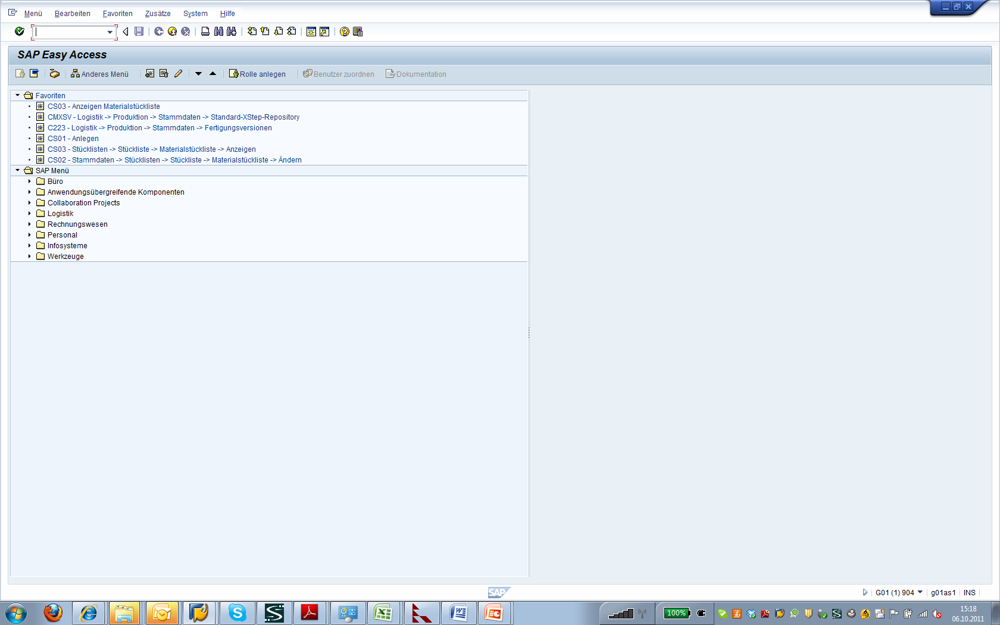 Menü Bearbeiten Favoriten Zusätze System Hilfe
SAP Easy Access
Anderes Menü Rolle anlegen Benutzer zuordnen Dokumentation
Favoriten
CS03 - Anzeigen Materialstückliste
CMXSV - Logistik -> Produktion -> Stammdaten -> Standard-XStep-Repository
C223 - Logistik -> Produktion -> Stammdaten -> Fertigungsversionen
CS01 - Anlegen
CS03 - Stücklisten -> Stückliste -> Materialstückliste -> Anzeigen
CS02 - Stammdaten -> Stücklisten -> Stückliste -> Materialstückliste -> Ändern
SAP Menü
Büro
Anwendungsübergreifende Komponenten
Collaboration Projects
Logistik
Rechnungswesen
Personal
Infosysteme
Werkzeuge
SAP
G01 (1) 904 g01as1 INS
100%
15:18
06.10.2011